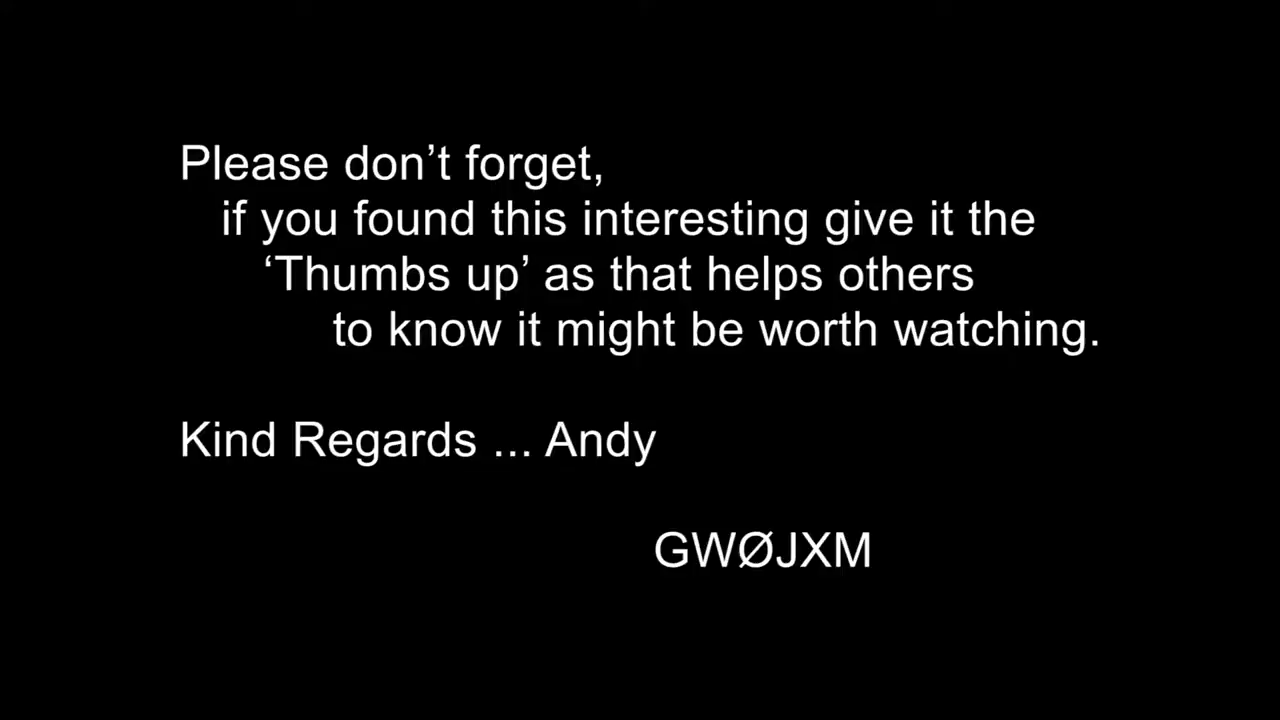 Please don’t forget,
if you found this interesting give it the
‘Thumbs up’ as that helps others
to know it might be worth watching.
Kind Regards ... Andy
GWØJXM